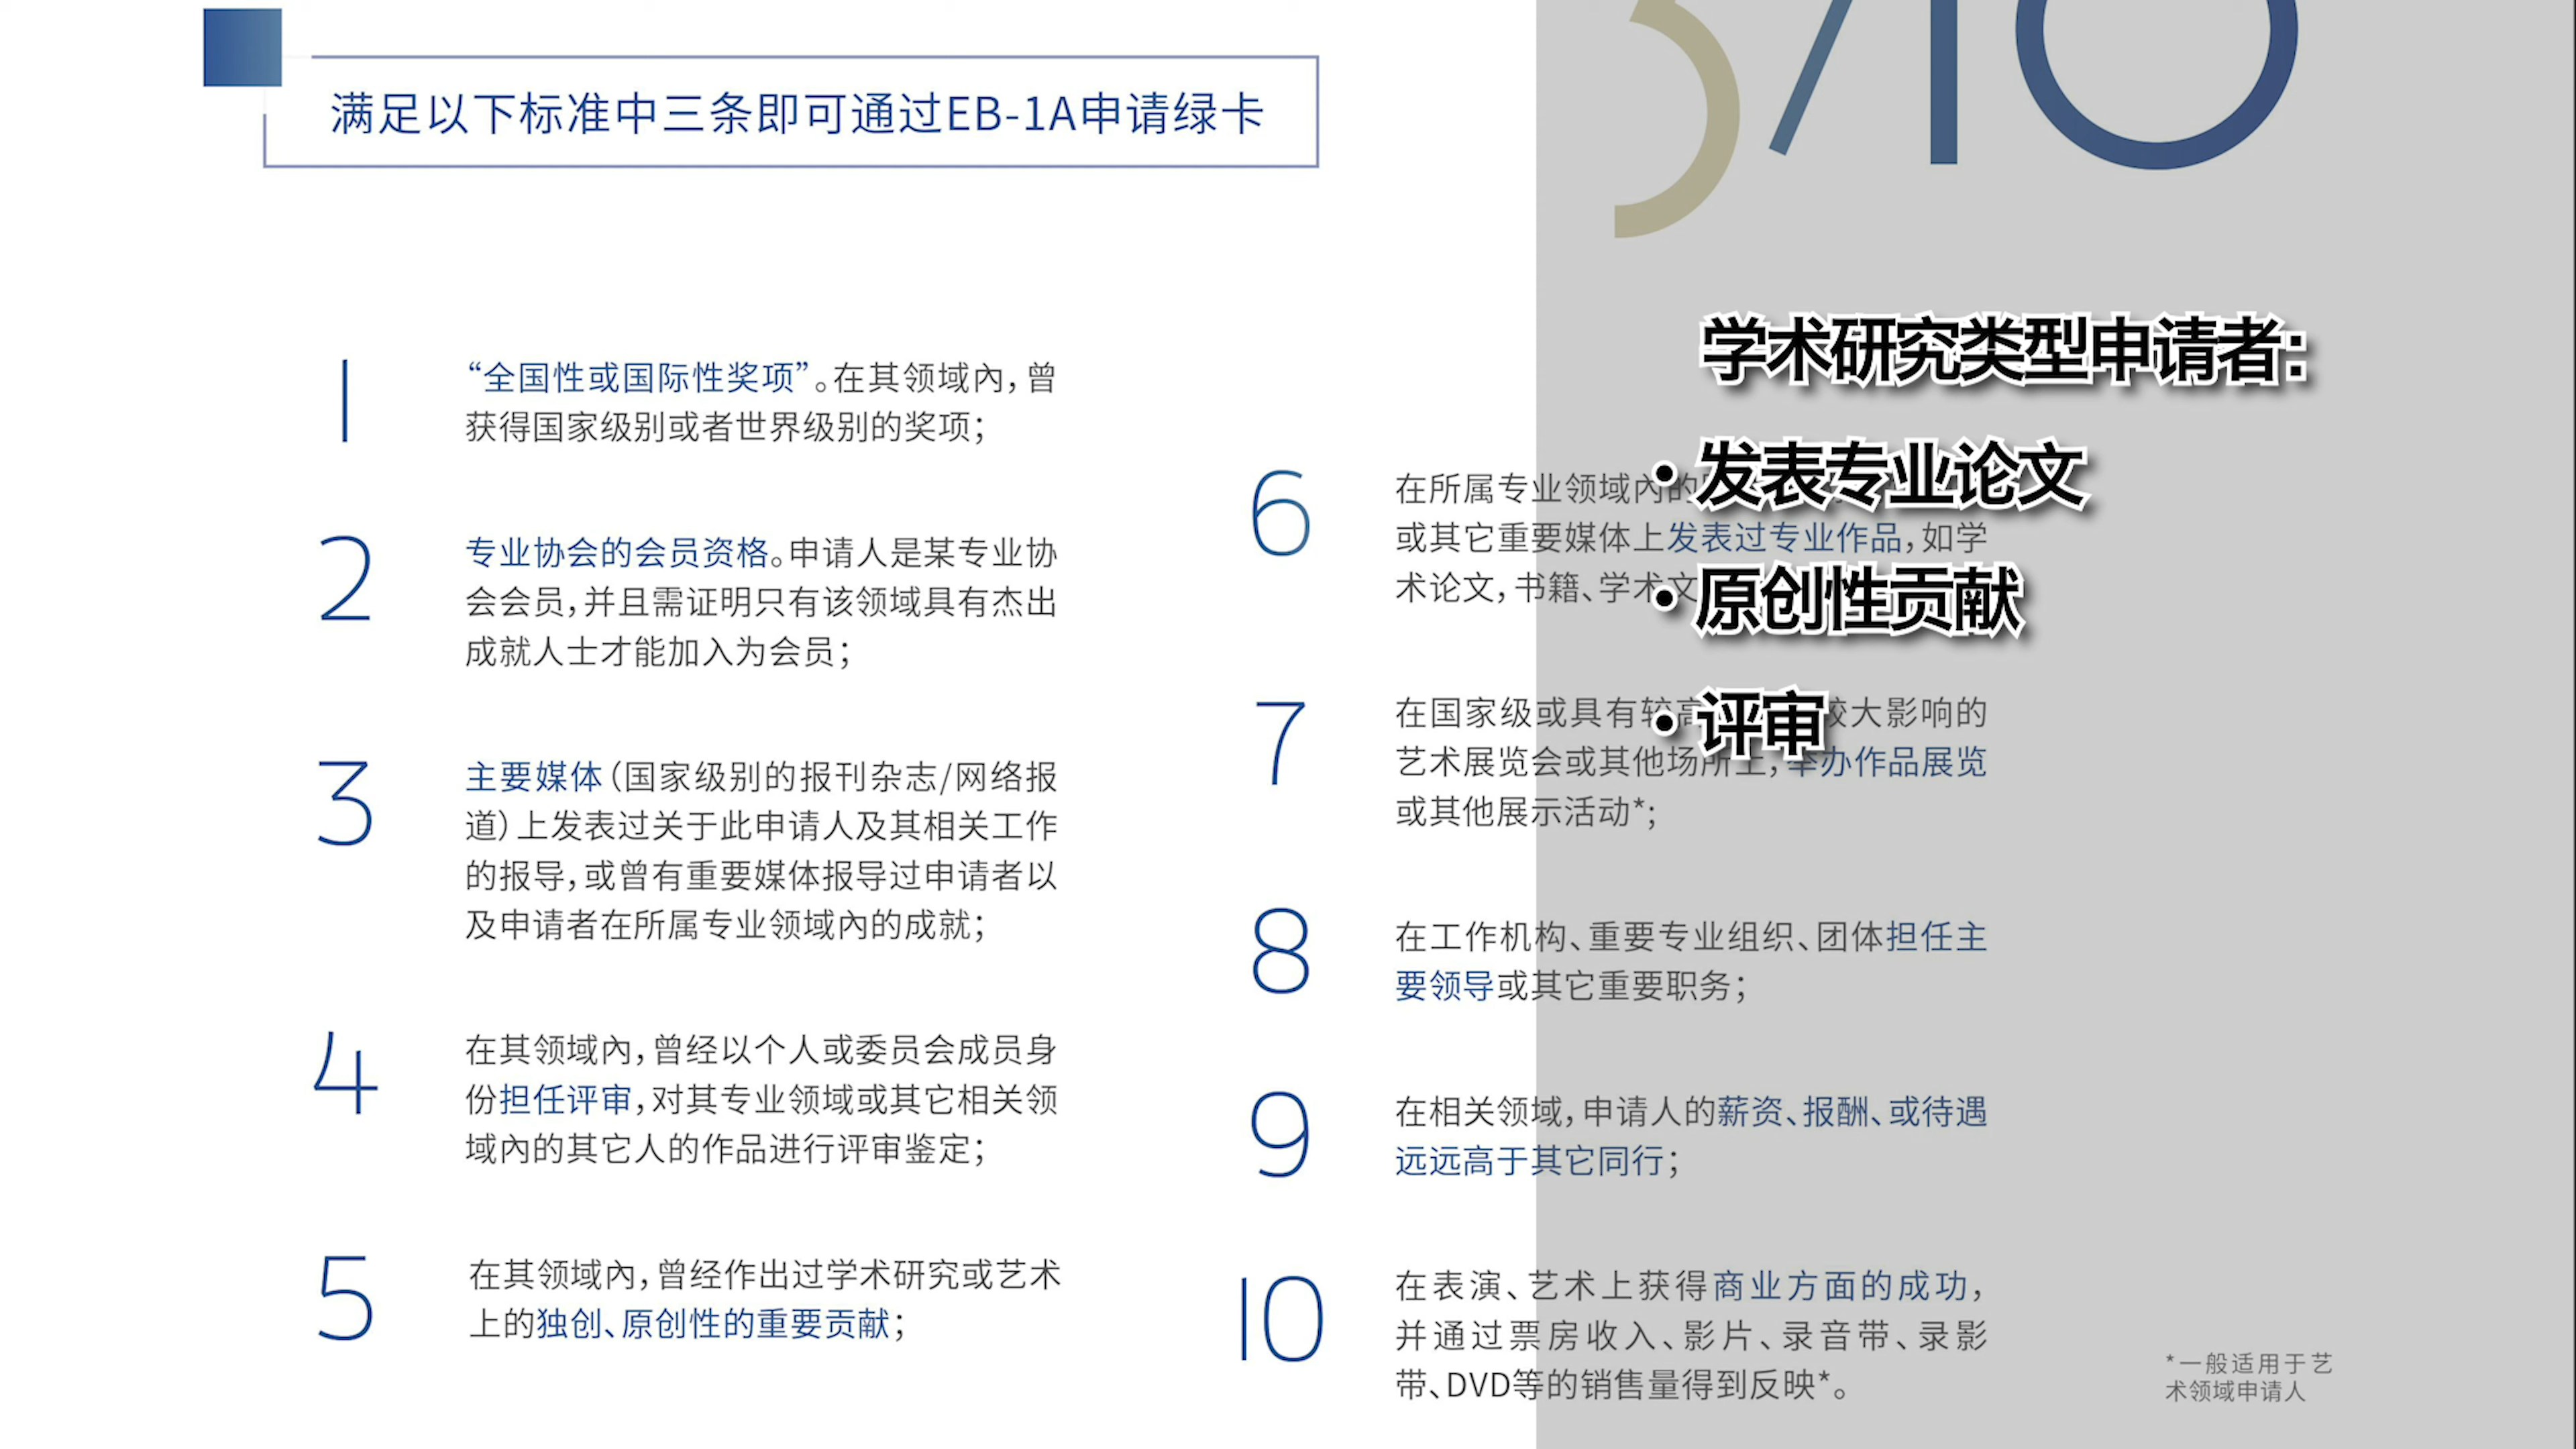 3/10
满足以下标准中三条即可通过EB-1A申请绿卡
1
“全国性或国际性奖项”。在其领域內，曾
获得国家级别或者世界级别的奖项；
2
专业协会的会员资格。申请人是某专业协
会会员，并且需证明只有该领域具有杰出
成就人士才能加入为会员；
3
主要媒体（国家级别的报刊杂志/网络报
道）上发表过关于此申请人及其相关工作
的报导，或曾有重要媒体报导过申请者以
及申请者在所属专业领域內的成就；
4
在其领域內，曾经以个人或委员会成员身
份担任评审，对其专业领域或其它相关领
域內的其它人的作品进行评审鉴定；
5
在其领域內，曾经作出过学术研究或艺术
上的独创、原创性的重要贡献；
6
在所属专业领域內的
或其它重要媒体上发表过专业作品，如学
术论文，书籍、学术文
7
在国家级或具有较高 较大影响的
艺术展览会或其他场所上，举办作品展览
或其他展示活动*；
8
在工作机构、重要专业组织、团体担任主
要领导或其它重要职务；
9
在相关领域，申请人的薪资、报酬、或待遇
远远高于其它同行；
10
在表演、艺术上获得商业方面的成功，
并通过票房收入、影片、录音带、录影
带、DVD等的销售量得到反映*。
学术研究类型申请者：
• 发表专业论文
• 原创性贡献
• 评审
*一般适用于艺
术领域申请人